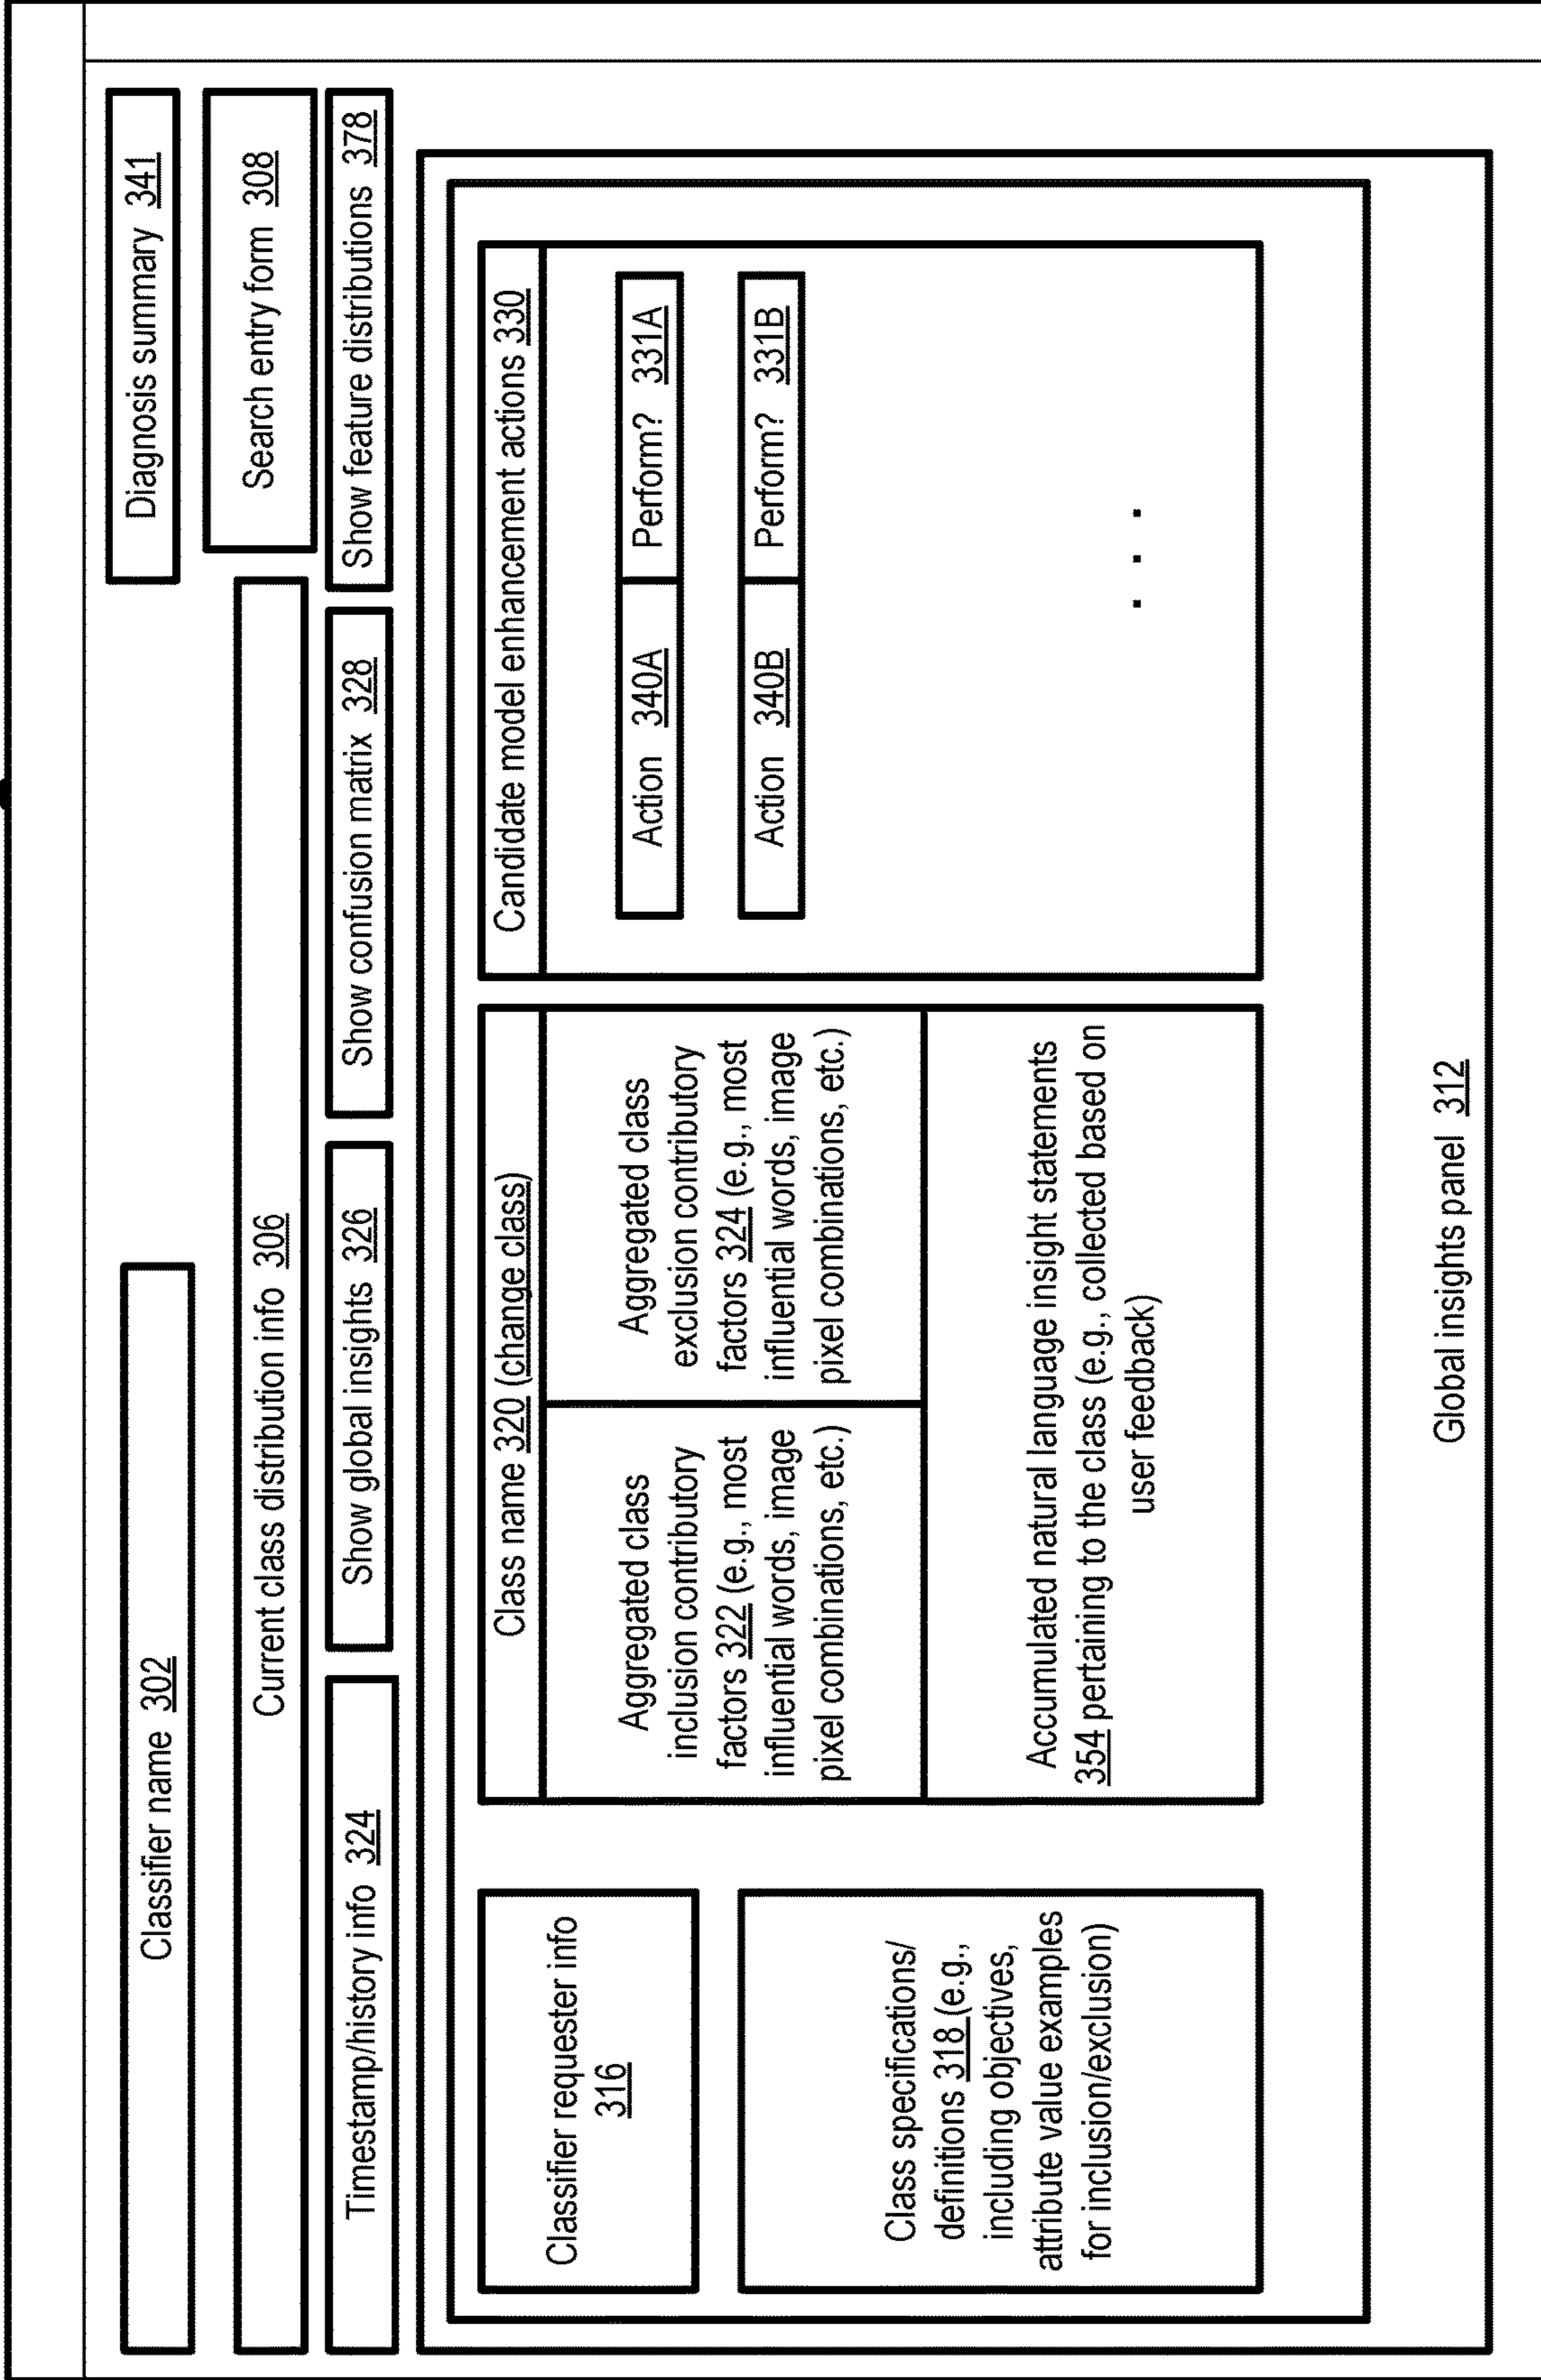 Classifier name 302
Diagnosis summary 341
Current class distribution info 306
Search entry form 308
Timestamp/history info 324
Show global insights 326
Show confusion matrix 328
Show feature distributions 378
Classifier requester info
316
Class specifications/
definitions 318 (e.g.,
including objectives,
attribute value examples
for inclusion/exclusion)
Class name 320 (change class)
Aggregated class
inclusion contributory
factors 322 (e.g., most
influential words, image
pixel combinations, etc.)
Aggregated class
exclusion contributory
factors 324 (e.g., most
influential words, image
pixel combinations, etc.)
Accumulated natural language insight statements
354 pertaining to the class (e.g., collected based on
user feedback)
Candidate model enhancement actions 330
Action 340A
Perform? 331A
Action 340B
Perform? 331B
. . .
Global insights panel 312